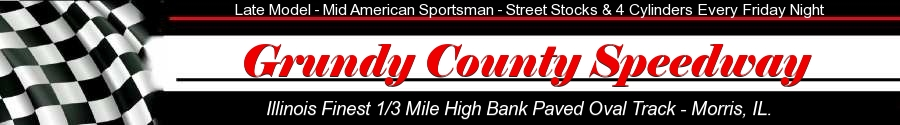 Late Model - Mid American Sportsman - Street Stocks & 4 Cylinders Every Friday Night
Grundy County Speedway
Illinois Finest 1/3 Mile High Bank Paved Oval Track - Morris, IL.